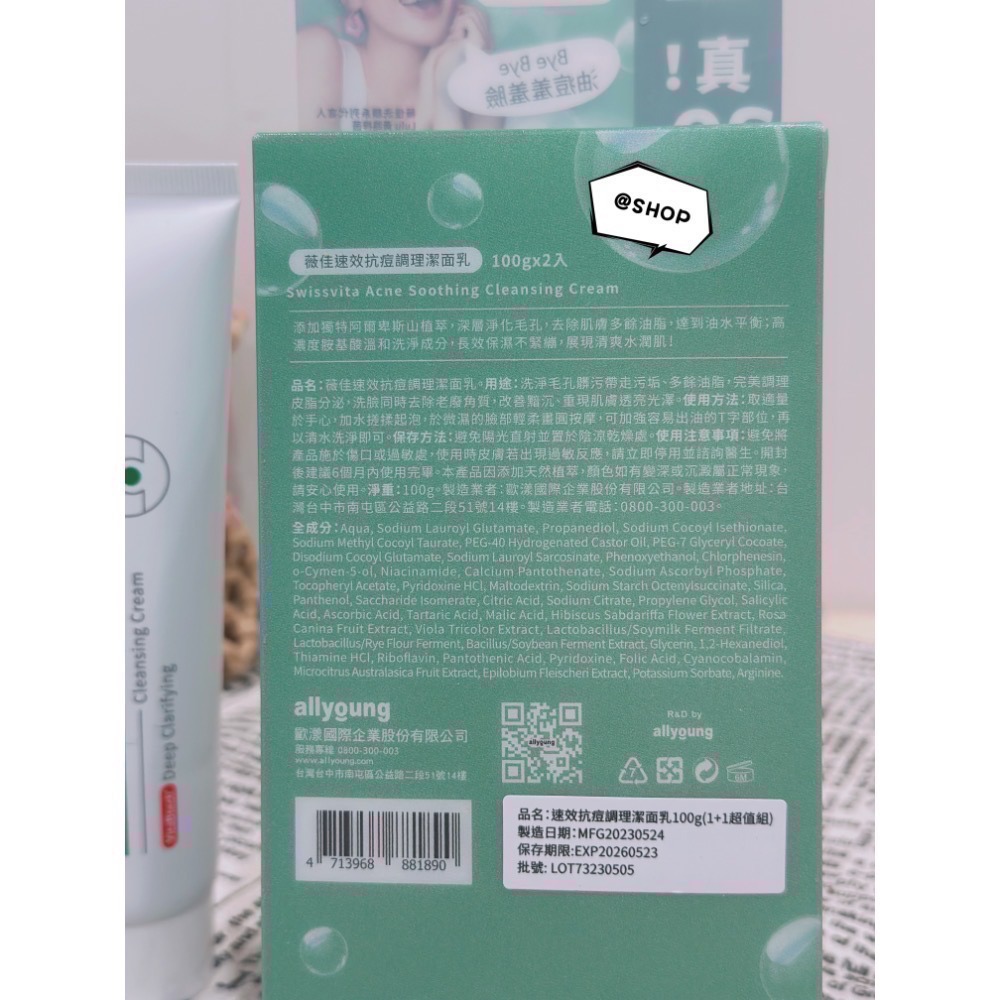 Bye Bye
油痘羞羞臉
!真
@SHOP
薇佳速效抗痘調理潔面乳 100gx2入
Swissvita Acne Soothing Cleansing Cream
添加獨特阿爾卑斯山植萃，深層淨化毛孔，去除肌膚多餘油脂，達到油水平衡；高
濃度胺基酸溫和洗淨成分，長效保濕不緊繃，展現清爽水潤肌！
品名：薇佳速效抗痘調理潔面乳。用途：洗淨毛孔髒污帶走污垢、多餘油脂，完美調理
皮脂分泌，洗臉同時去除老廢角質，改善黯沉、重現肌膚透亮光澤。使用方法：取適量
於手心，加水搓揉起泡，於微濕的臉部輕柔畫圓按摩，可加強容易出油的T字部位，再
以清水洗淨即可。保存方法：避免陽光直射並置於陰涼乾燥處。使用注意事項：避免將
產品施於傷口或過敏處，使用時皮膚若出現過敏反應，請立即停用並諮詢醫生。開封
後建議6個月內使用完畢。本產品因添加天然植萃，顏色如有變深或沉澱屬正常現象，
請安心使用。淨重：100g。製造業者：歐漾國際企業股份有限公司。製造業者地址：台
灣台中市南屯區公益路二段51號14樓。製造業者電話：0800-300-003。
全成分：Aqua, Sodium Lauroyl Glutamate, Propanediol, Sodium Cocoyl Isethionate,
Sodium Methyl Cocoyl Taurate, PEG-40 Hydrogenated Castor Oil, PEG-7 Glyceryl Cocoate,
Disodium Cocoyl Glutamate, Sodium Lauroyl Sarcosinate, Phenoxyethanol, Chlorphenesin,
o-Cymen-5-ol, Niacinamide, Calcium Pantothenate, Sodium Ascorbyl Phosphate,
Tocopheryl Acetate, Pyridoxine HCl, Maltodextrin, Sodium Starch Octenylsuccinate, Silica,
Panthenol, Saccharide Isomerate, Citric Acid, Sodium Citrate, Propylene Glycol, Salicylic
Acid, Ascorbic Acid, Tartaric Acid, Malic Acid, Hibiscus Sabdariffa Flower Extract, Rosa
Canina Fruit Extract, Viola Tricolor Extract, Lactobacillus/Soymilk Ferment Filtrate,
Lactobacillus/Rye Flour Ferment, Bacillus/Soybean Ferment Extract, Glycerin, 1,2-Hexanediol,
Thiamine HCl, Riboflavin, Pantothenic Acid, Pyridoxine, Folic Acid, Cyanocobalamin,
Microcitrus Australasica Fruit Extract, Epilobium Fleischeri Extract, Potassium Sorbate, Arginine.
allyoung
歐漾國際企業股份有限公司
服務專線 0800-300-003
www.allyoung.com
台灣台中市南屯區公益路二段51號14樓
allyoung
R&D by
allyoung
7
6M
4 713968 881890
品名：速效抗痘調理潔面乳100g(1+1超值組)
製造日期：MFG20230524
保存期限:EXP20260523
批號: LOT73230505
Cleansing Cream
Deep Clarifying